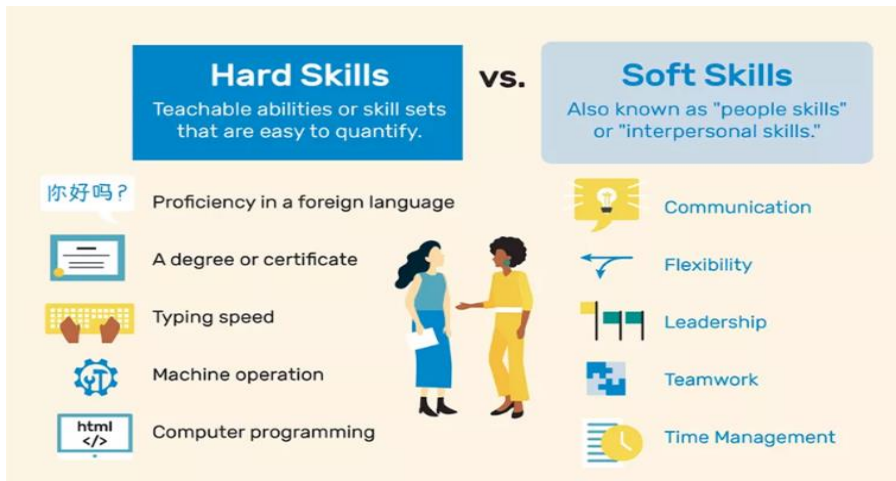 Hard Skills
Teachable abilities or skill sets
that are easy to quantify.
vs.
Soft Skills
Also known as "people skills"
or "interpersonal skills."
你好吗?
Proficiency in a foreign language
A degree or certificate
Typing speed
Machine operation
html
</>
Computer programming
Communication
Flexibility
Leadership
Teamwork
Time Management